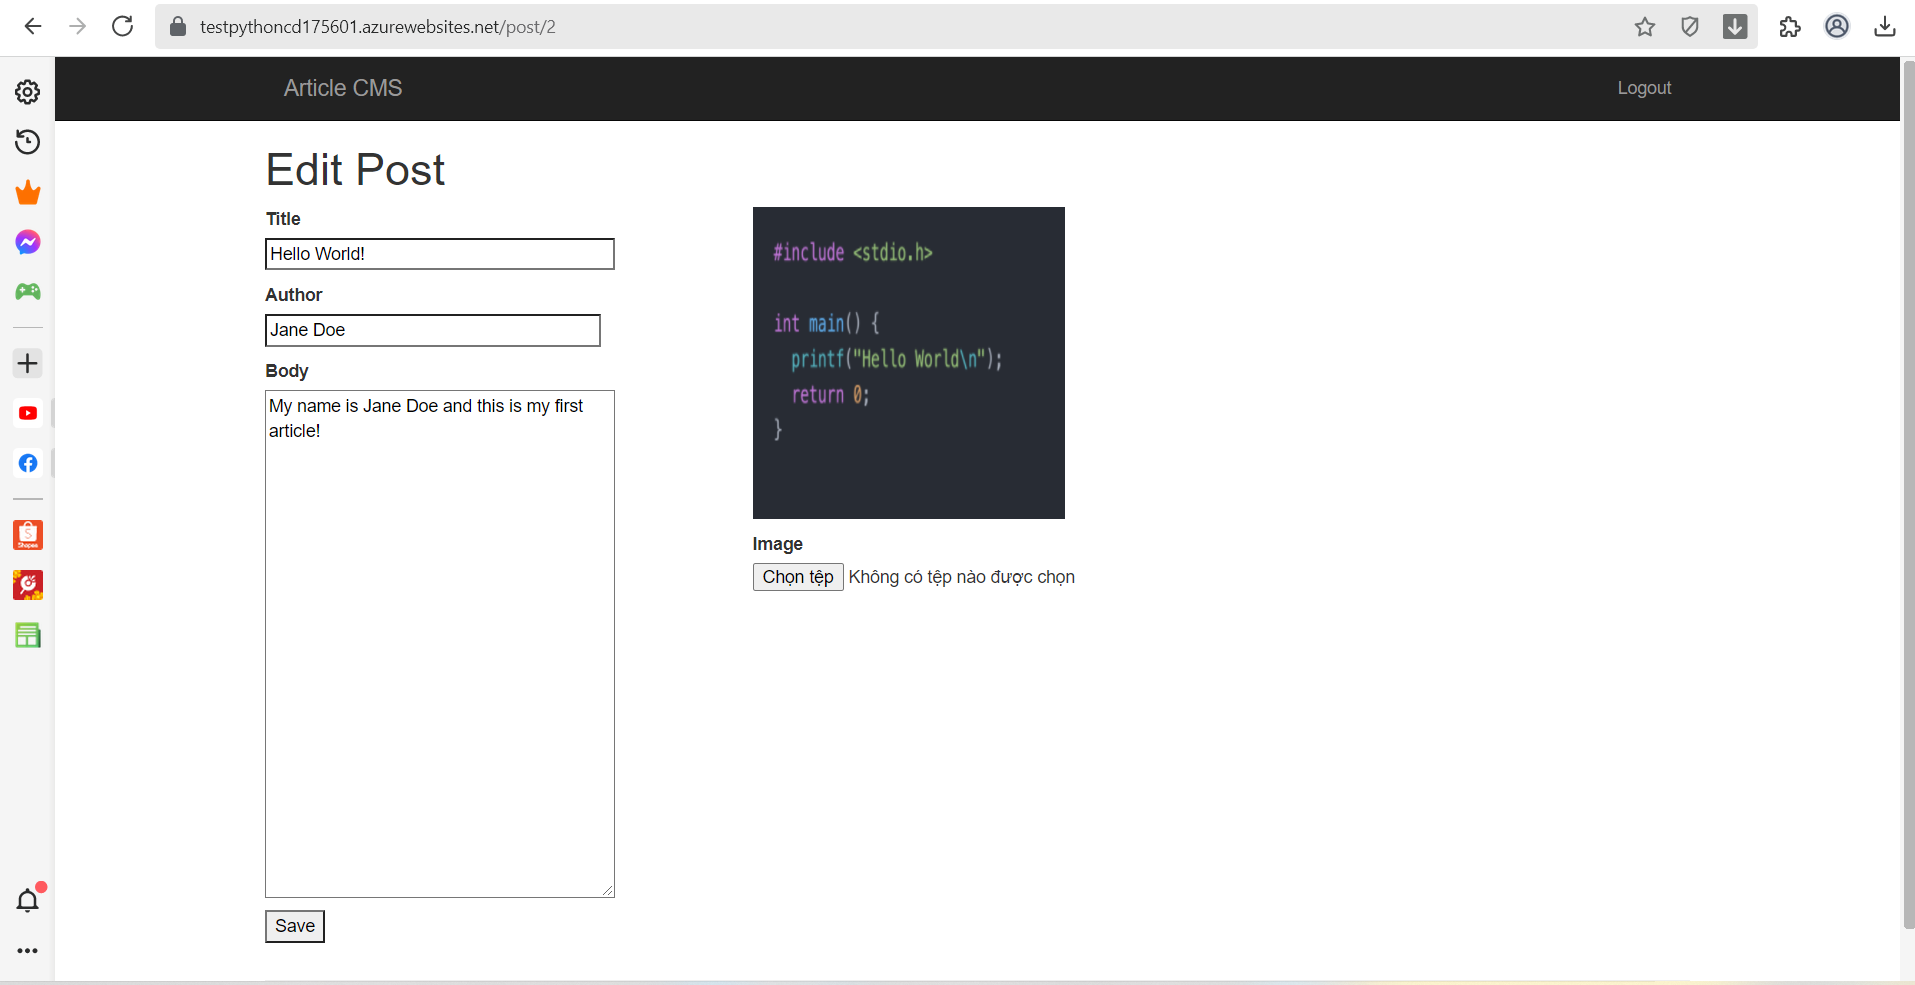 testpythoncd175601.azurewebsites.net/post/2
Article CMS
Logout
Edit Post
Title
Hello World!
Author
Jane Doe
Body
My name is Jane Doe and this is my first
article!
Save
#include <stdio.h>
int main() {
printf("Hello World\n");
return 0;
}
Image
Chọn tệp Không có tệp nào được chọn
Shopee